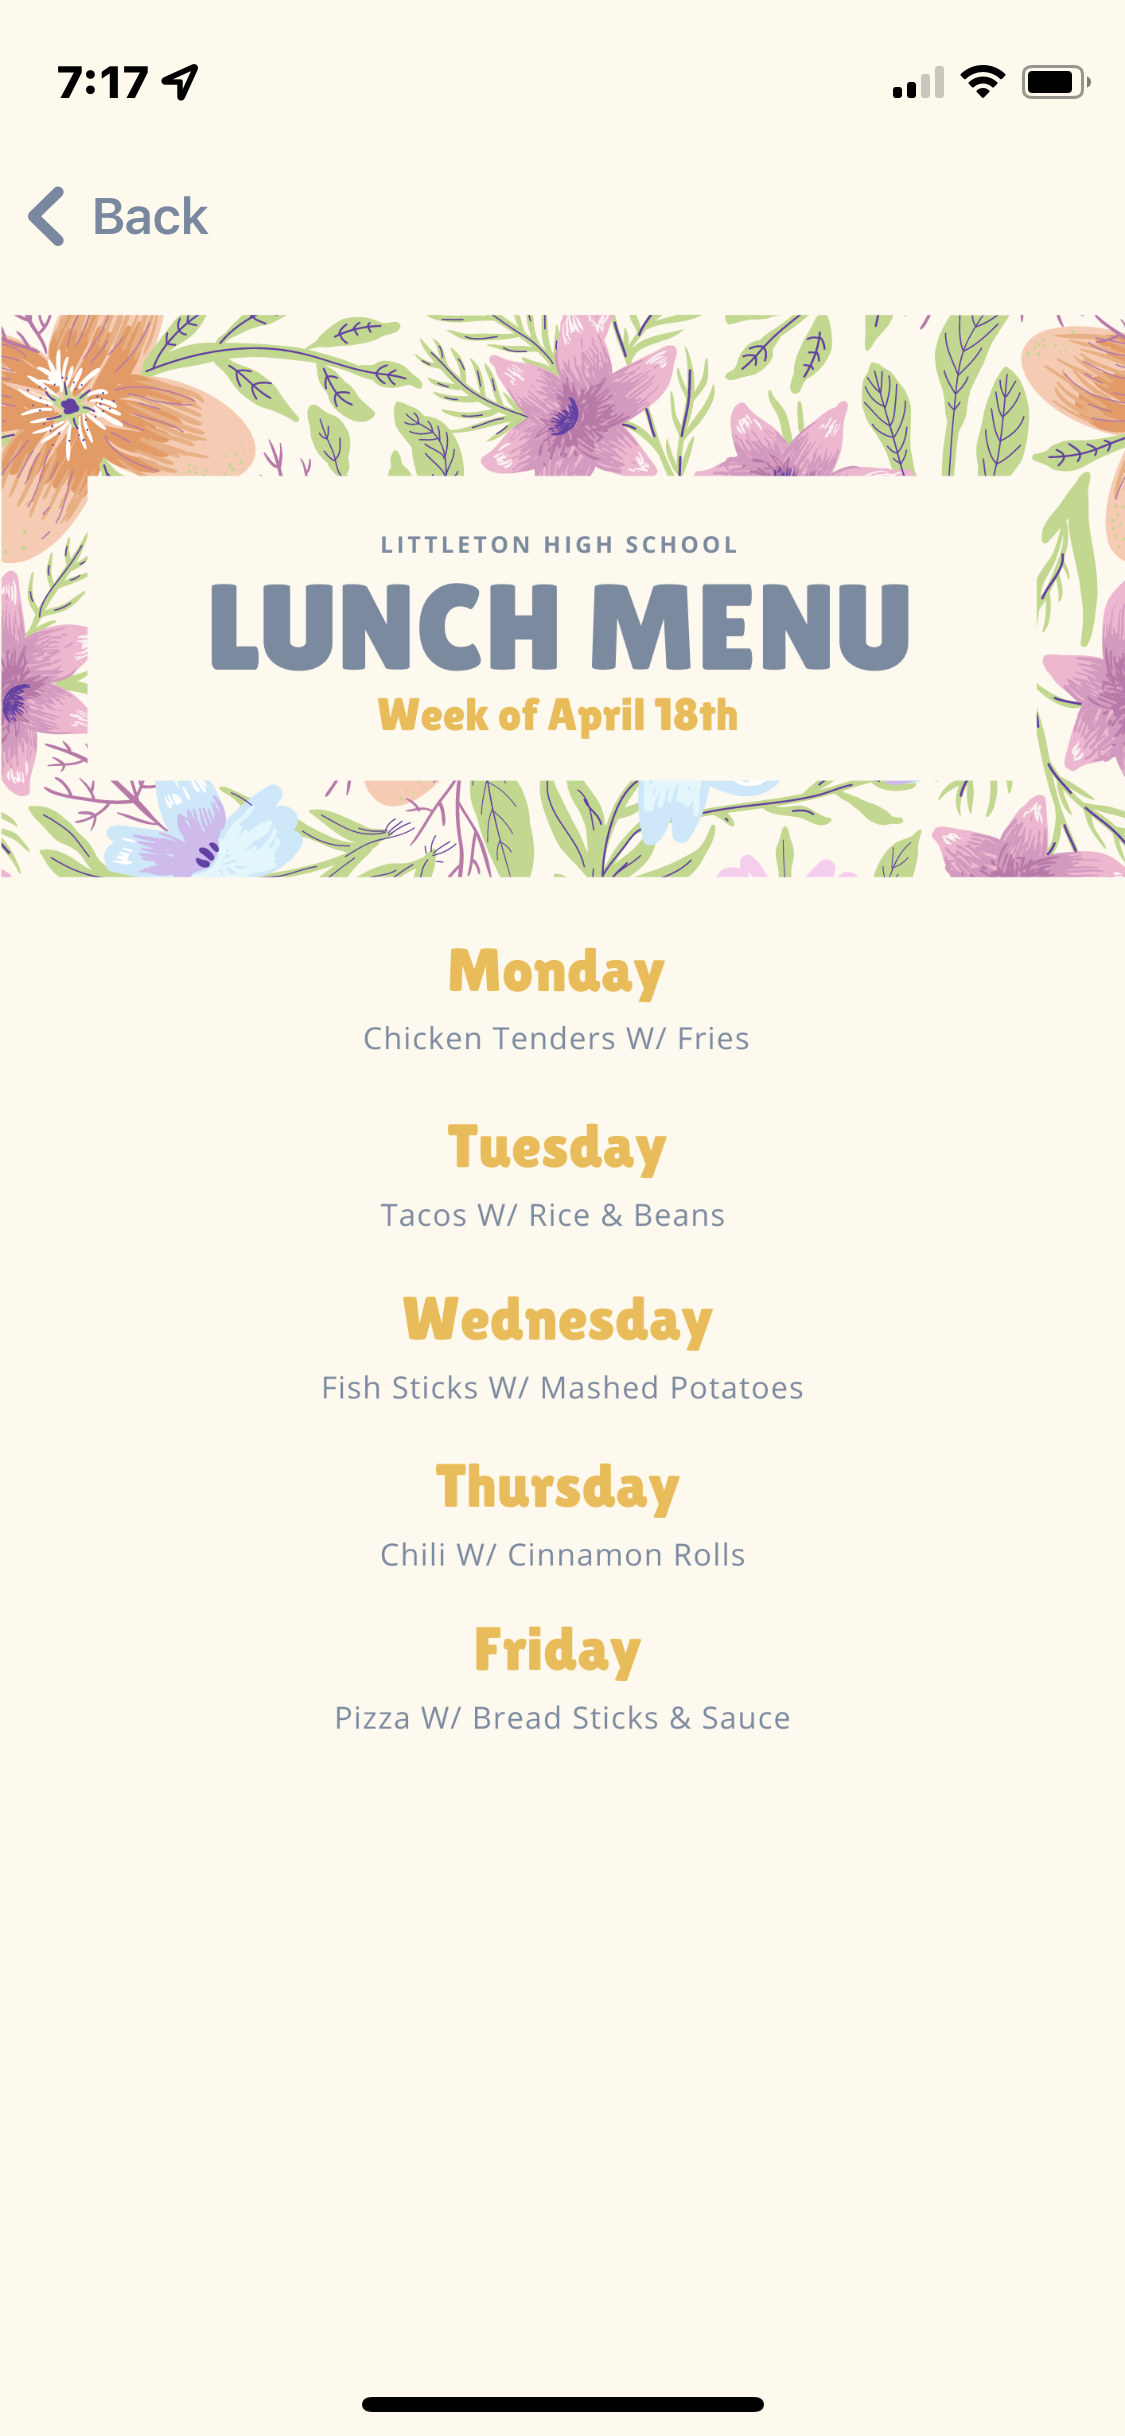 7:17
Back
LITTLETON HIGH SCHOOL
LUNCH MENU
Week of April 18th
Monday
Chicken Tenders W/ Fries
Tuesday
Tacos W/ Rice & Beans
Wednesday
Fish Sticks W/ Mashed Potatoes
Thursday
Chili W/ Cinnamon Rolls
Friday
Pizza W/ Bread Sticks & Sauce